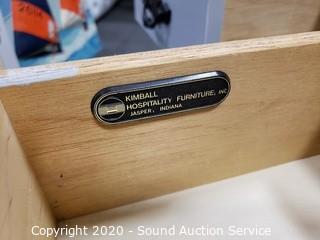 KIMBALL
HOSPITALITY FURNITURE, INC
JASPER, INDIANA
Copyright 2020 - Sound Auction Service